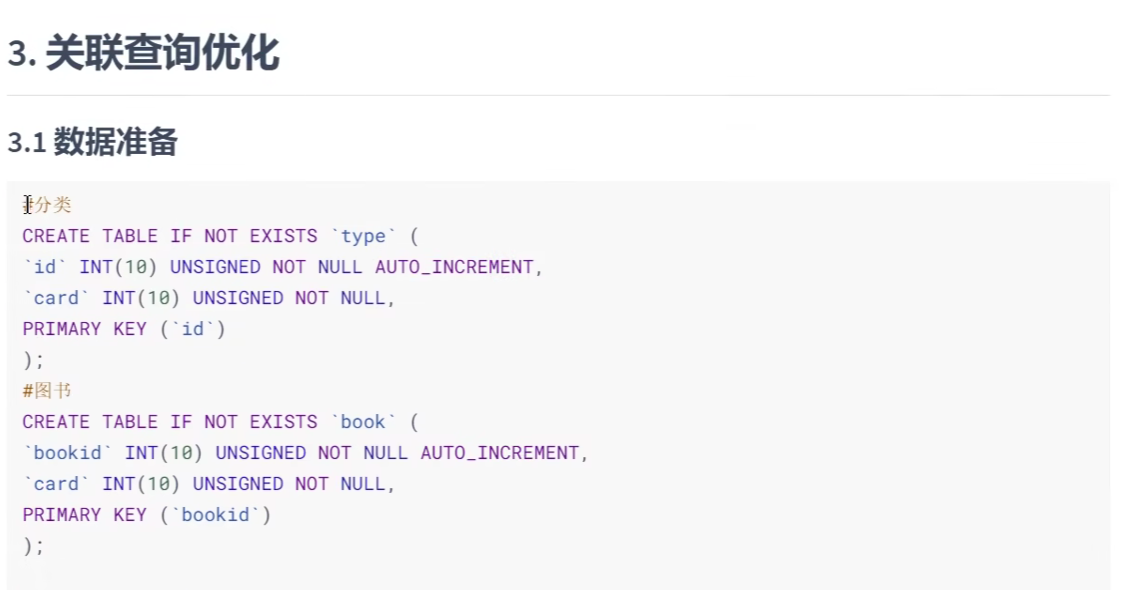 3. 关联查询优化
3.1 数据准备
#分类
CREATE TABLE IF NOT EXISTS `type` (
`id` INT(10) UNSIGNED NOT NULL AUTO_INCREMENT,
`card` INT(10) UNSIGNED NOT NULL,
PRIMARY KEY (`id`)
);
#图书
CREATE TABLE IF NOT EXISTS `book` (
`bookid` INT(10) UNSIGNED NOT NULL AUTO_INCREMENT,
`card` INT(10) UNSIGNED NOT NULL,
PRIMARY KEY (`bookid`)
);